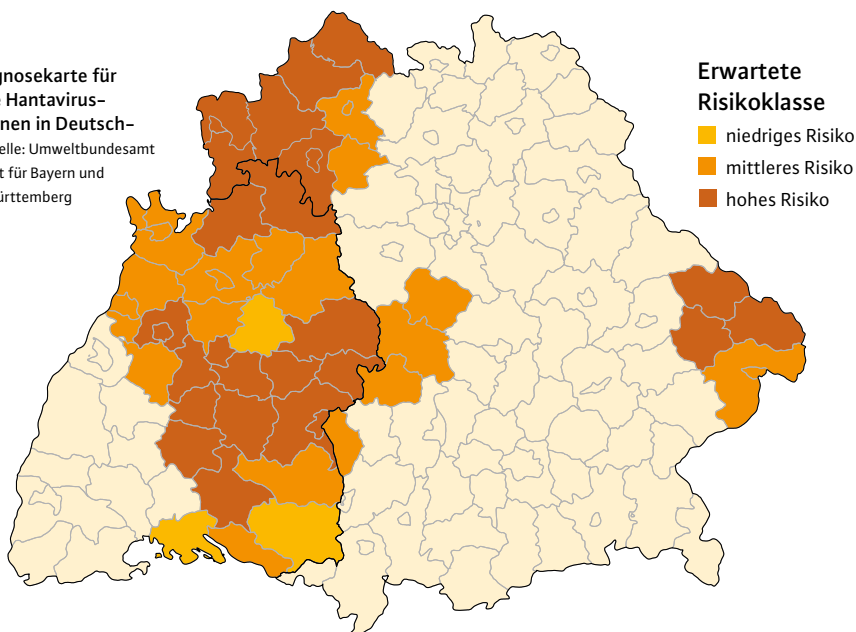 gnosekarte für
Hantavirus–
nen in Deutsch–
elle: Umweltbundesamt
t für Bayern und
ürttemberg
Erwartete
Risikoklasse
niedriges Risiko
mittleres Risiko
hohes Risiko